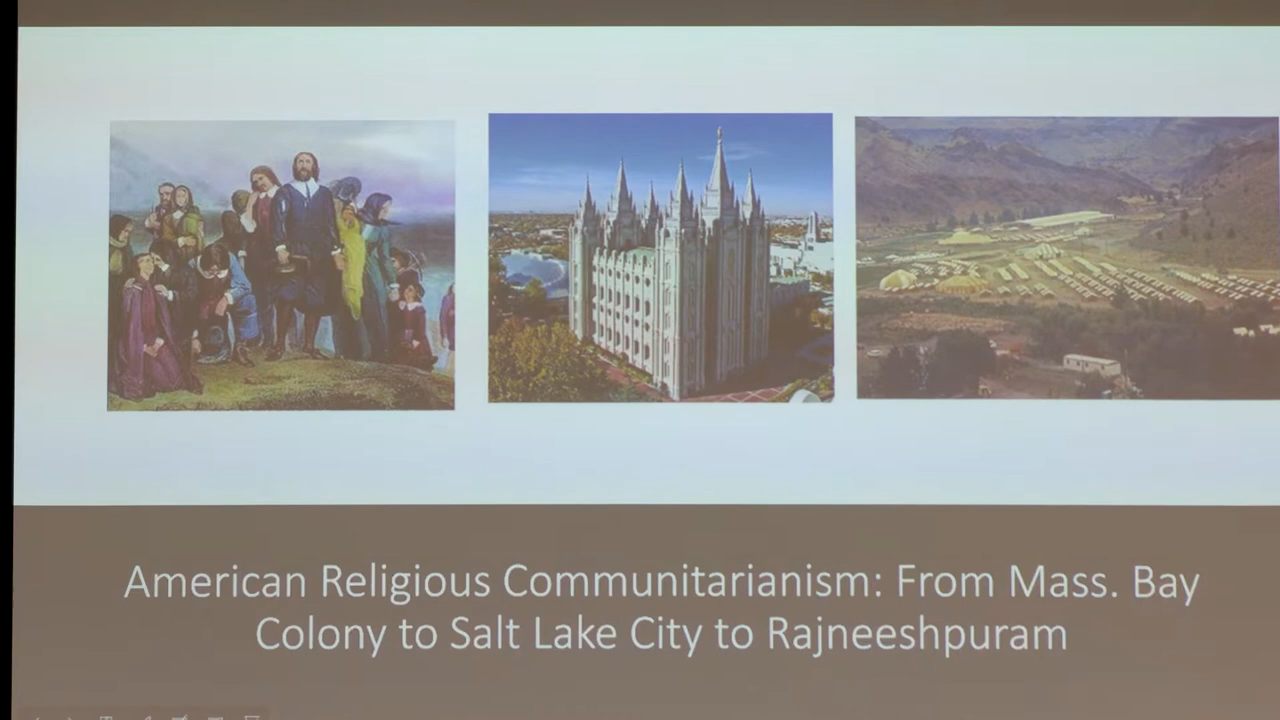 American Religious Communitarianism: From Mass. Bay
Colony to Salt Lake City to Rajneeshpuram